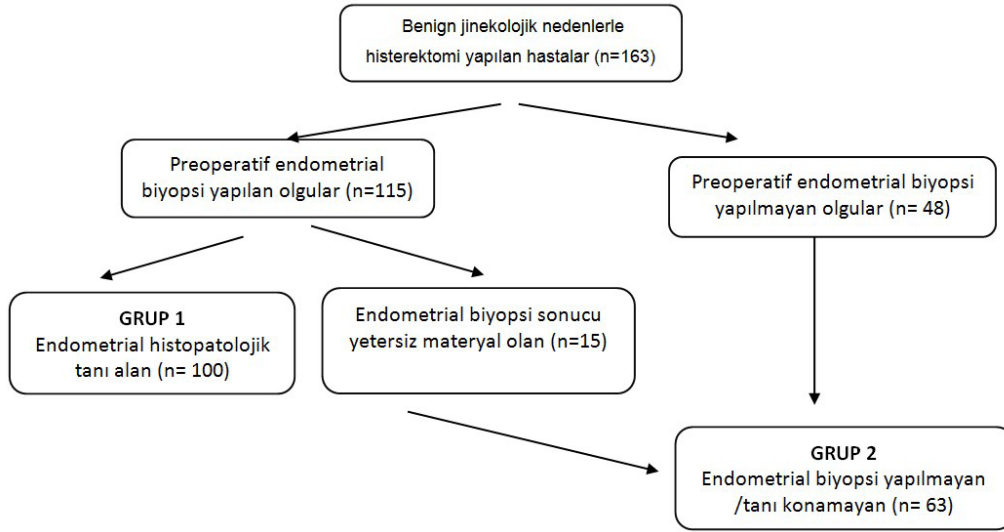 Benign jinekolojik nedenlerle
histerektomi yapılan hastalar (n=163)
Preoperatif endometrial
biyopsi yapılan olgular (n=115)
Preoperatif endometrial biyopsi
yapılmayan olgular (n= 48)
GRUP 1
Endometrial histopatolojik
tanı alan (n= 100)
Endometrial biyopsi sonucu
yetersiz materyal olan (n=15)
GRUP 2
Endometrial biyopsi yapılmayan
/tanı konamayan (n= 63)